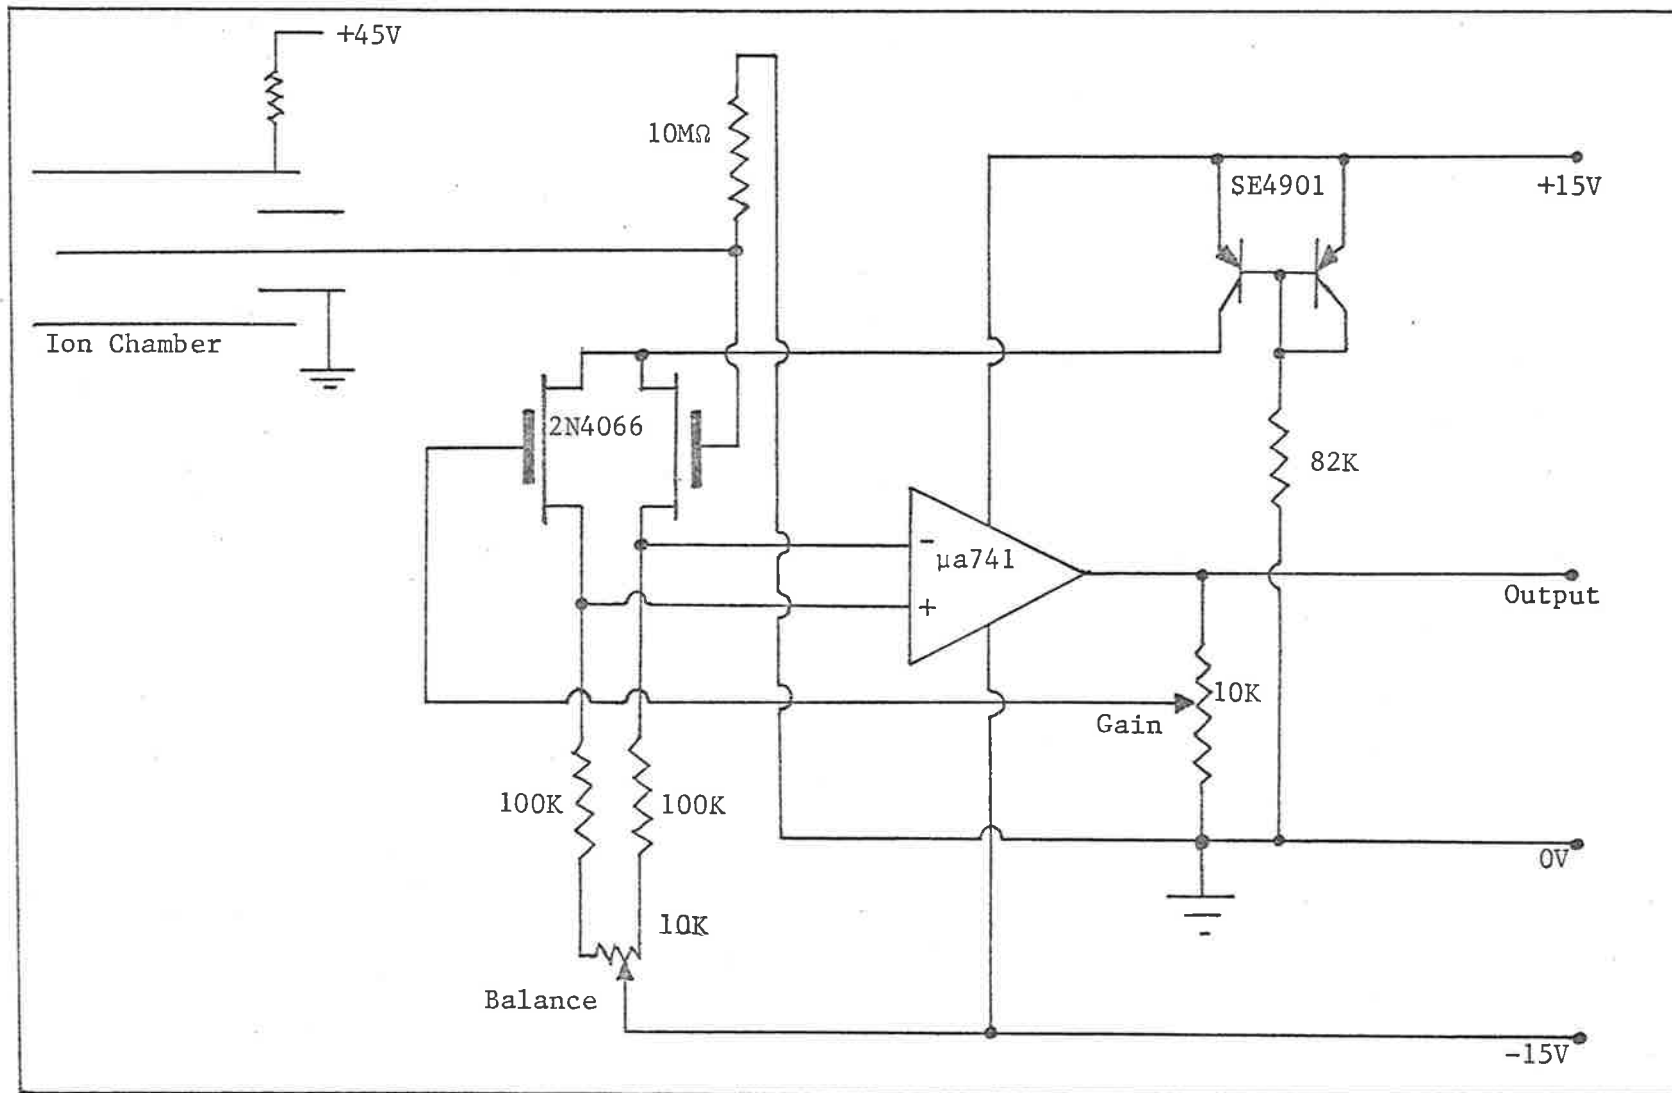 +45V
10MΩ
SE4901
+15V
Ion Chamber
2N4066
82K
-
μa741
+
Output
10K
Gain
100K
100K
0V
10K
Balance
-15V